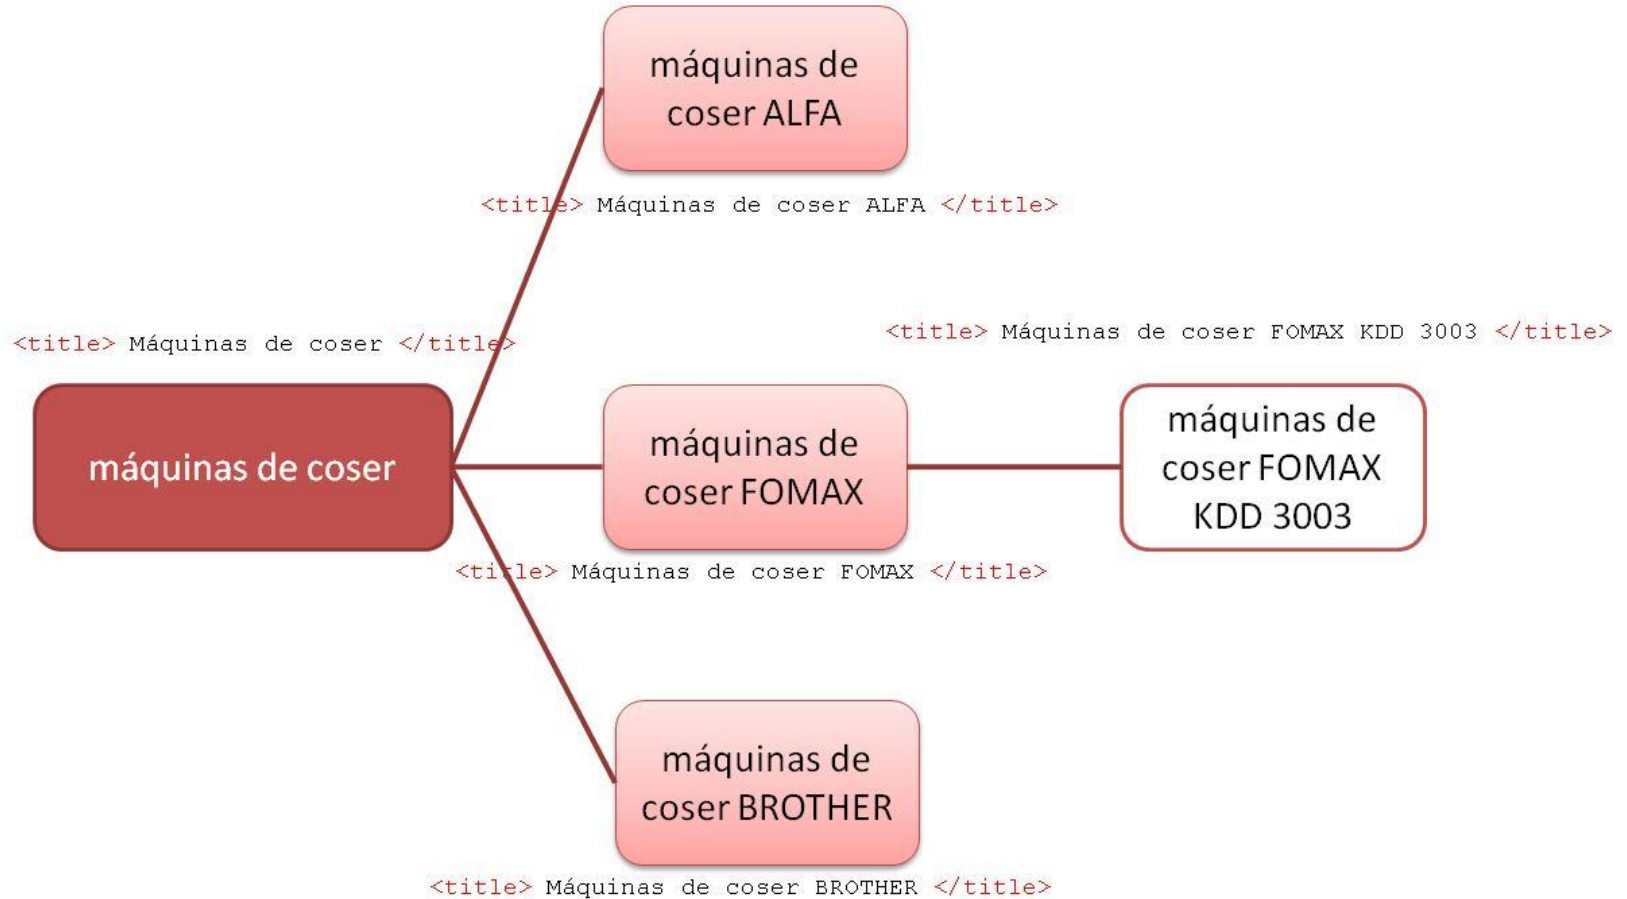 máquinas de
coser ALFA
<title> Máquinas de coser ALFA </title>
<title> Máquinas de coser </title>
máquinas de coser
<title> Máquinas de coser FOMAX KDD 3003 </title>
máquinas de
coser FOMAX
máquinas de
coser FOMAX
KDD 3003
<title> Máquinas de coser FOMAX </title>
máquinas de
coser BROTHER
<title> Máquinas de coser BROTHER </title>